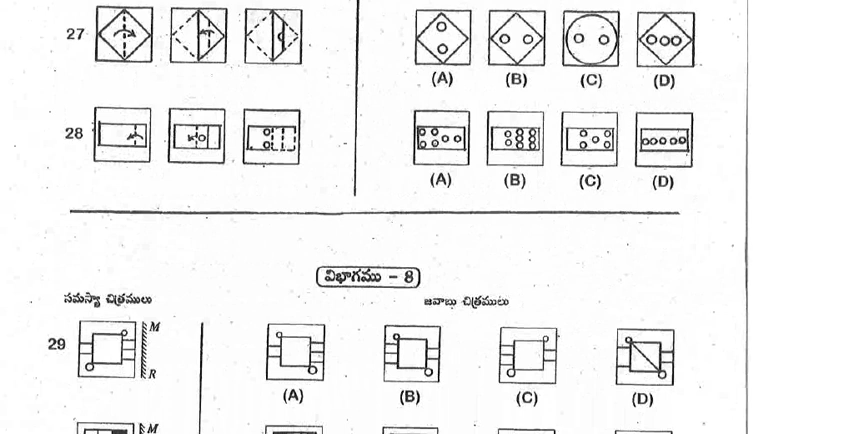 27
(A) (B) (C) (D)
28
(A) (B) (C) (D)
విభాగము - 8
సమస్యా చిత్రములు జవాబు చిత్రములు
M
29
R
(A) (B) (C) (D)
M